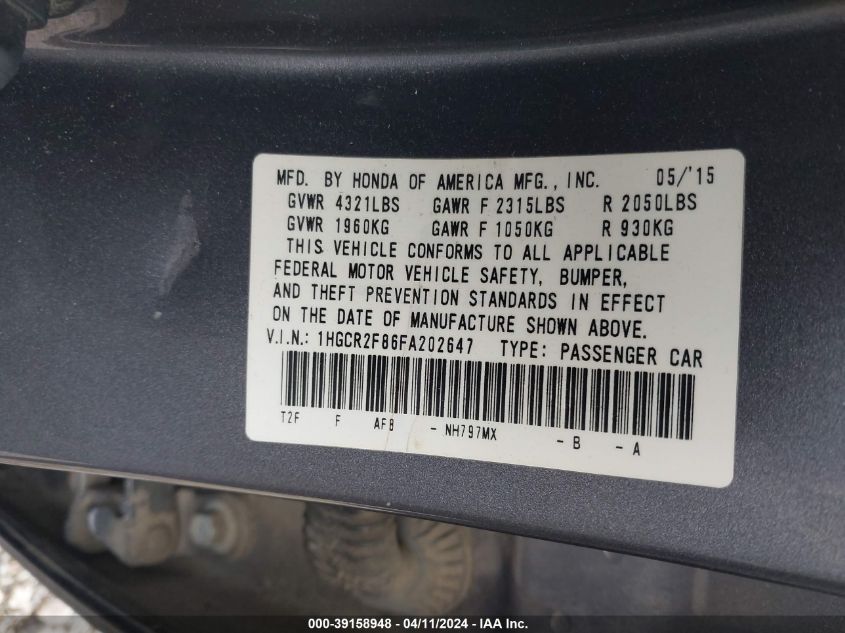 MFD. BY HONDA OF AMERICA MFG., INC. 05/'15
GVWR 4321LBS GAWR F 2315LBS R 2050LBS
GVWR 1960KG GAWR F 1050KG R 930KG
THIS VEHICLE CONFORMS TO ALL APPLICABLE
FEDERAL MOTOR VEHICLE SAFETY, BUMPER,
AND THEFT PREVENTION STANDARDS IN EFFECT
ON THE DATE OF MANUFACTURE SHOWN ABOVE.
V.I.N.: 1HGCR2F86FA202647 TYPE: PASSENGER CAR
T2F F AF8 - NH797MX - B - A
000-39158948 - 04/11/2024 - IAA Inc.